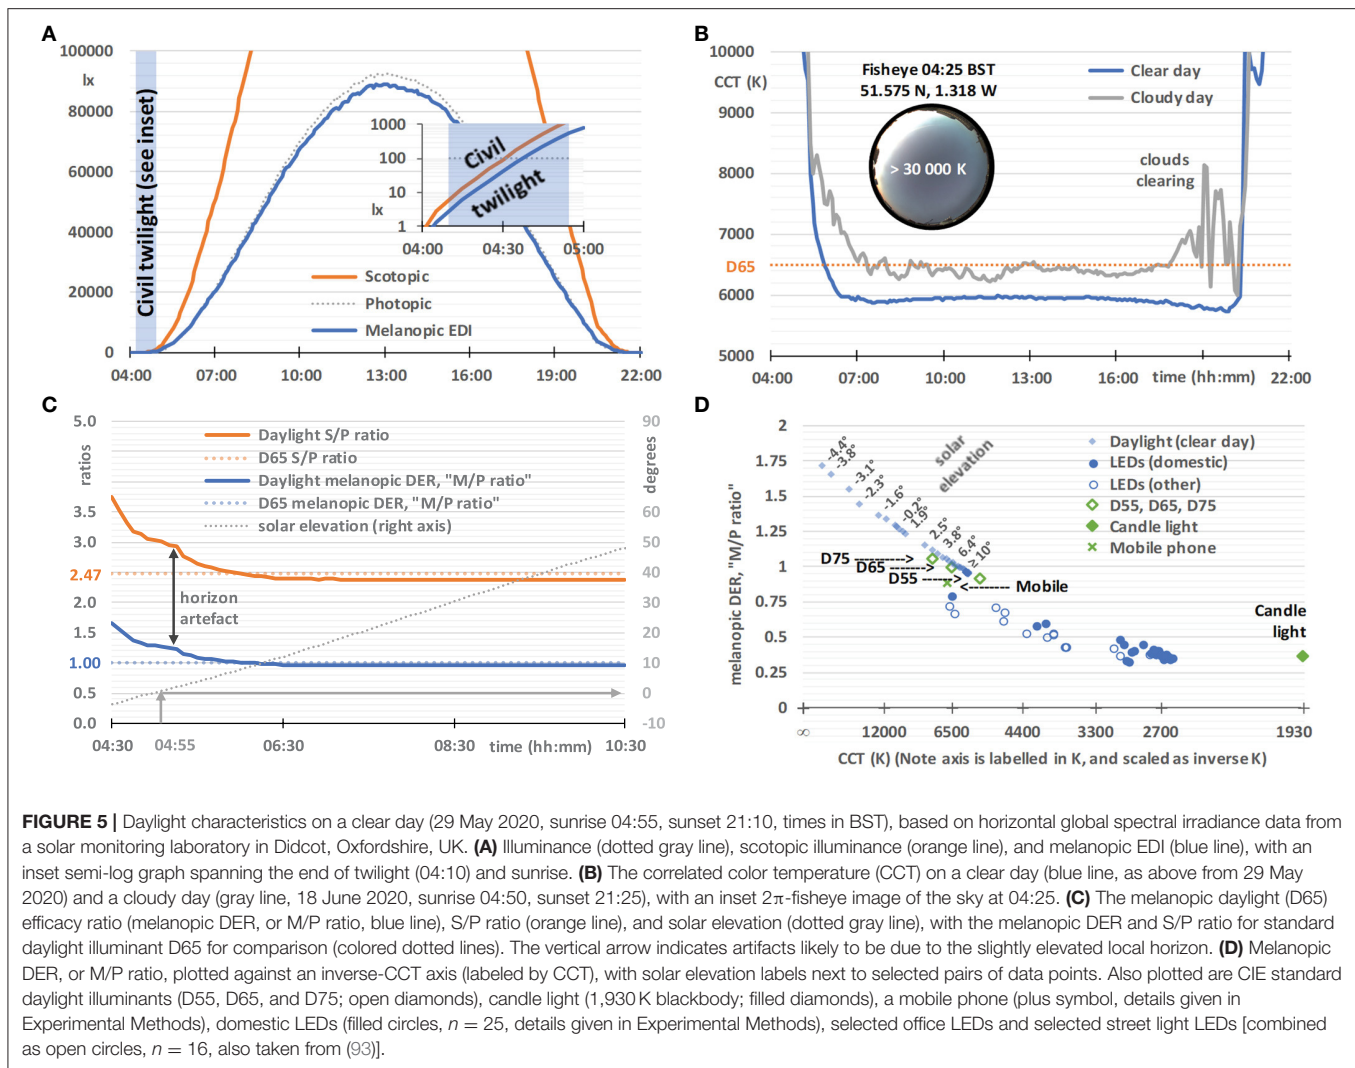 A
100000
lx
80000
60000
40000
20000
0
04:00 07:00 10:00 13:00 16:00 19:00 22:00
Civil twilight (see inset)
1000
100
10
lx
1
04:00 04:30 05:00
Civil
twilight
Scotopic
Photopic
Melanopic EDI
B
10000
CCT (K)
9000
8000
7000
D65
6000
5000
04:00 07:00 10:00 13:00 16:00 time (hh:mm) 22:00
Fisheye 04:25 BST
51.575 N, 1.318 W
> 30 000 K
Clear day
Cloudy day
clouds
clearing
C
5.0
ratios
3.5
3.0
2.47
2.0
1.5
1.00
0.5
0.0
90
degrees
60
50
40
30
20
10
0
-10
Daylight S/P ratio
D65 S/P ratio
Daylight melanopic DER, "M/P ratio"
D65 melanopic DER, "M/P ratio"
solar elevation (right axis)
horizon
artefact
04:30 04:55 06:30 08:30 time (hh:mm) 10:30
D
melanopic DER, "M/P ratio"
2
1.75
1.5
1.25
1
0.75
0.5
0.25
0
-4.4°
-3.8°
-3.1°
-2.3°
-1.6°
-0.2°
1.9°
2.5°
3.8°
6.4°
≥10°
solar
elevation
Daylight (clear day)
LEDs (domestic)
LEDs (other)
D55, D65, D75
Candle light
Mobile phone
D75
D65
D55
Mobile
Candle
light
∞ 12000 6500 4400 3300 2700 1930
CCT (K) (Note axis is labelled in K, and scaled as inverse K)
FIGURE 5 | Daylight characteristics on a clear day (29 May 2020, sunrise 04:55, sunset 21:10, times in BST), based on horizontal global spectral irradiance data from
a solar monitoring laboratory in Didcot, Oxfordshire, UK. (A) Illuminance (dotted gray line), scotopic illuminance (orange line), and melanopic EDI (blue line), with an
inset semi-log graph spanning the end of twilight (04:10) and sunrise. (B) The correlated color temperature (CCT) on a clear day (blue line, as above from 29 May
2020) and a cloudy day (gray line, 18 June 2020, sunrise 04:50, sunset 21:25), with an inset 2π-fisheye image of the sky at 04:25. (C) The melanopic daylight (D65)
efficacy ratio (melanopic DER, or M/P ratio, blue line), S/P ratio (orange line), and solar elevation (dotted gray line), with the melanopic DER and S/P ratio for standard
daylight illuminant D65 for comparison (colored dotted lines). The vertical arrow indicates artifacts likely to be due to the slightly elevated local horizon. (D) Melanopic
DER, or M/P ratio, plotted against an inverse-CCT axis (labeled by CCT), with solar elevation labels next to selected pairs of data points. Also plotted are CIE standard
daylight illuminants (D55, D65, and D75; open diamonds), candle light (1,930 K blackbody; filled diamonds), a mobile phone (plus symbol, details given in
Experimental Methods), domestic LEDs (filled circles, n = 25, details given in Experimental Methods), selected office LEDs and selected street light LEDs [combined
as open circles, n = 16, also taken from (93)].